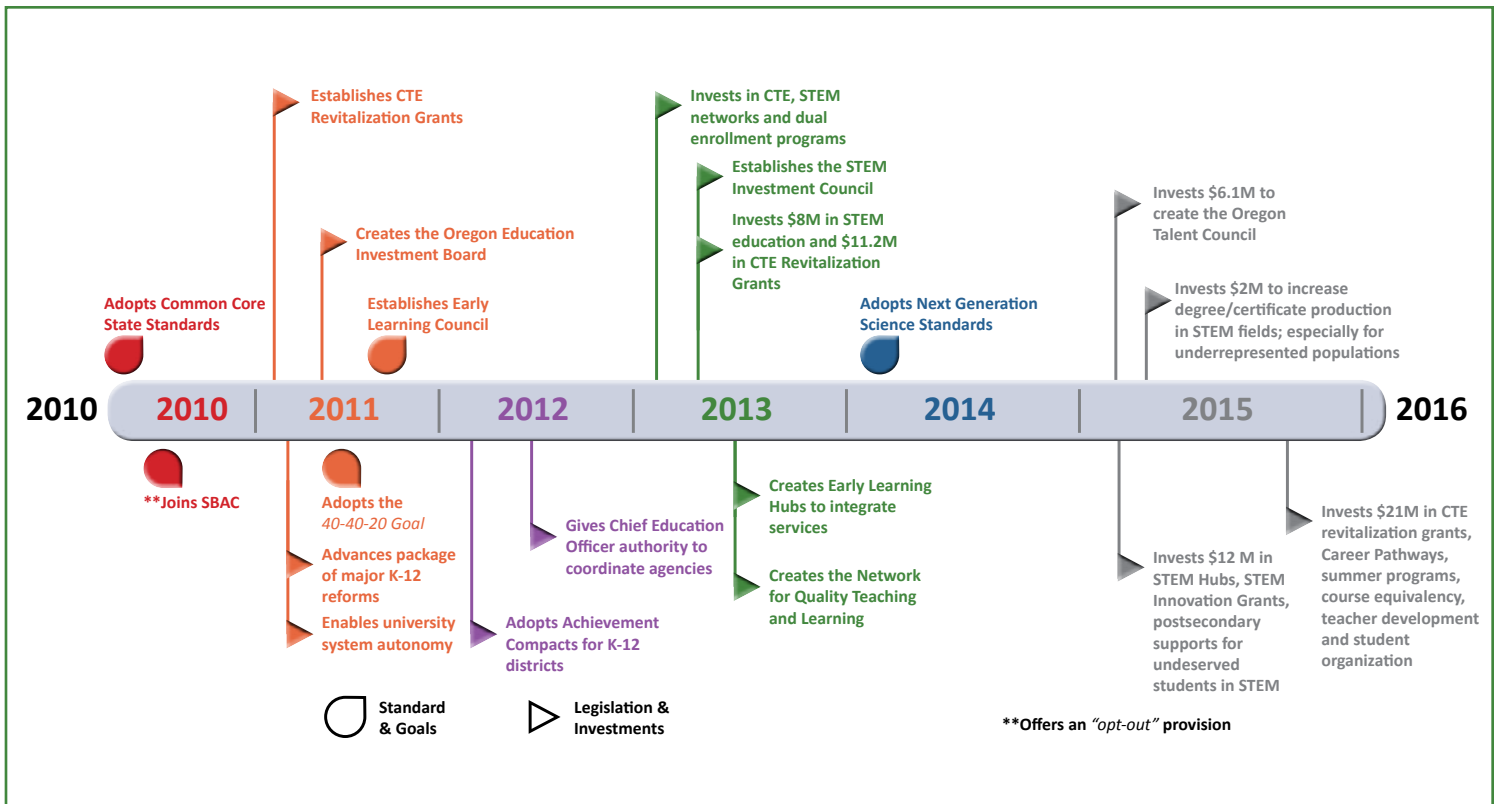 Establishes CTE
Revitalization Grants
Creates the Oregon Education
Investment Board
Establishes Early
Learning Council
Adopts Common Core
State Standards
Invests in CTE, STEM
networks and dual
enrollment programs
Establishes the STEM
Investment Council
Invests $8M in STEM
education and $11.2M
in CTE Revitalization
Grants
Adopts Next Generation
Science Standards
Invests $6.1M to
create the Oregon
Talent Council
Invests $2M to increase
degree/certificate production
in STEM fields; especially for
underrepresented populations
2010
2010
2011
2012
2013
2014
2015
2016
**Joins SBAC
Adopts the
40-40-20 Goal
Advances package
of major K-12
reforms
Enables university
system autonomy
Gives Chief Education
Officer authority to
coordinate agencies
Adopts Achievement
Compacts for K-12
districts
Creates Early Learning
Hubs to integrate
services
Creates the Network
for Quality Teaching
and Learning
Invests $12 M in
STEM Hubs, STEM
Innovation Grants,
postsecondary
supports for
undeserved
students in STEM
Invests $21M in CTE
revitalization grants,
Career Pathways,
summer programs,
course equivalency,
teacher development
and student
organization
Standard
& Goals
Legislation &
Investments
**Offers an "opt-out" provision